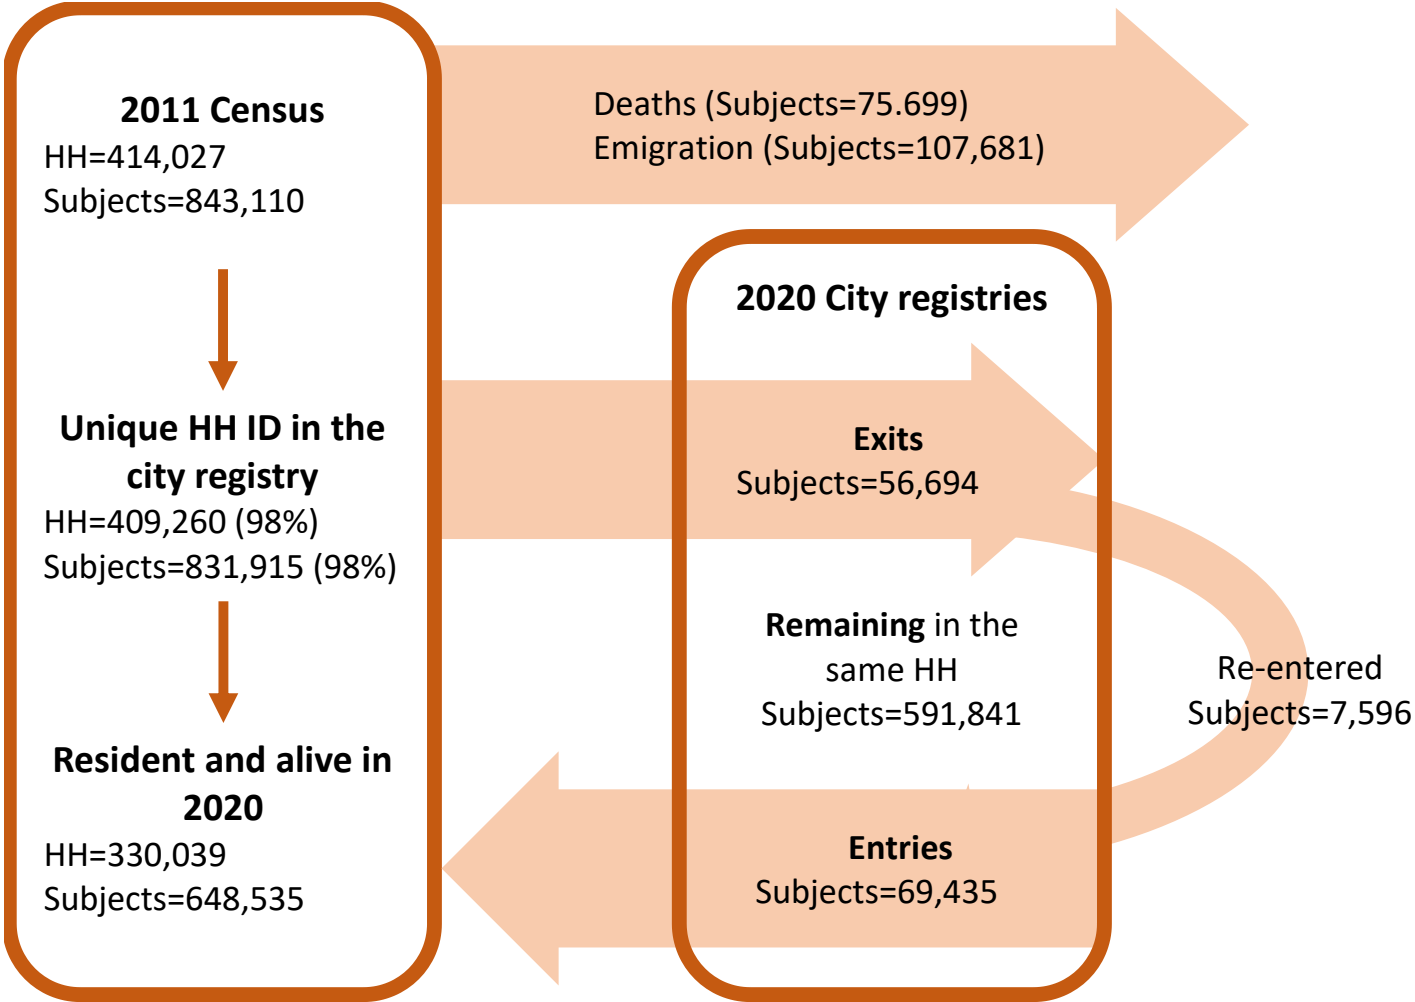 2011 Census
HH=414,027
Subjects=843,110
Unique HH ID in the
city registry
HH=409,260 (98%)
Subjects=831,915 (98%)
Resident and alive in
2020
HH=330,039
Subjects=648,535
Deaths (Subjects=75.699)
Emigration (Subjects=107,681)
2020 City registries
Exits
Subjects=56,694
Remaining in the
same HH
Subjects=591,841
Entries
Subjects=69,435
Re-entered
Subjects=7,596